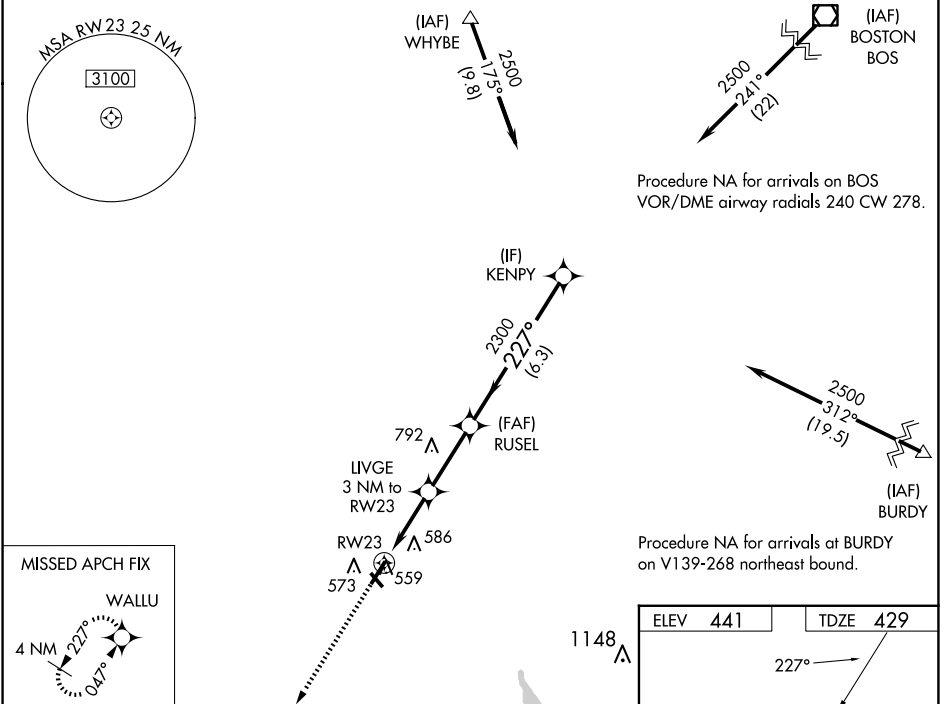 MSA RW 23 25 NM
3100
(IAF)
WHYBE
2500
175°
(9.8)
(IAF)
BOSTON
BOS
2500
241°
(22)
Procedure NA for arrivals on BOS
VOR/DME airway radials 240 CW 278.
(IF)
KENPY
2300
227°
(6.3)
(FAF)
RUSEL
792
LIVGE
3 NM to
RW23
586
RW23
573
559
2500
312°
(19.5)
(IAF)
BURDY
Procedure NA for arrivals at BURDY
on V139-268 northeast bound.
MISSED APCH FIX
WALLU
4 NM
227°
047°
1148
ELEV 441
TDZE 429
227°